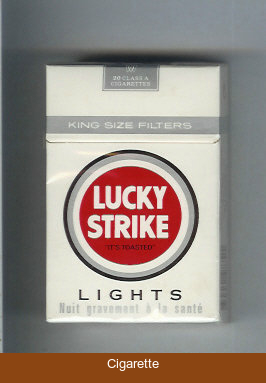 20 CLASS A
CIGARETTES
KING SIZE FILTERS
LUCKY
STRIKE
"IT'S TOASTED"
LIGHTS
Nuit gravement à la santé
Cigarette